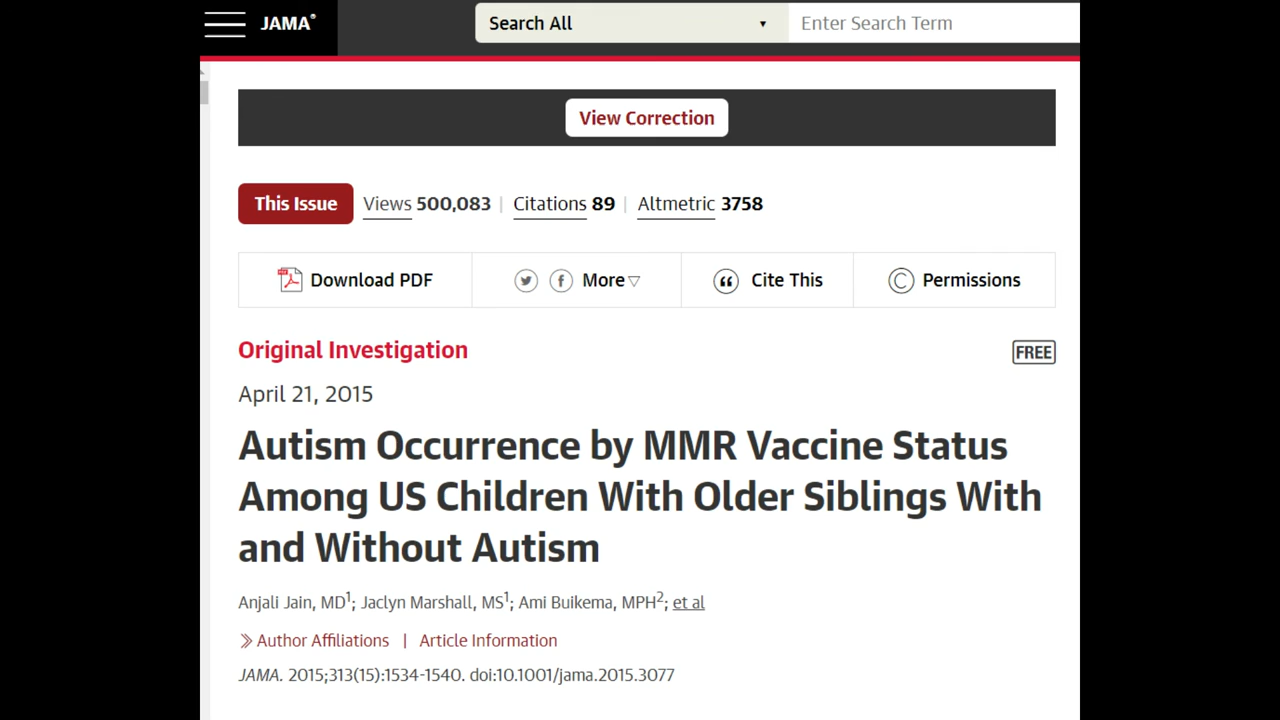 JAMA®
Search All
Enter Search Term
View Correction
This Issue Views 500,083 | Citations 89 | Altmetric 3758
Download PDF
More
Cite This
Permissions
Original Investigation
FREE
April 21, 2015
Autism Occurrence by MMR Vaccine Status
Among US Children With Older Siblings With
and Without Autism
Anjali Jain, MD1; Jaclyn Marshall, MS1; Ami Buikema, MPH2; et al
Author Affiliations | Article Information
JAMA. 2015;313(15):1534-1540. doi:10.1001/jama.2015.3077